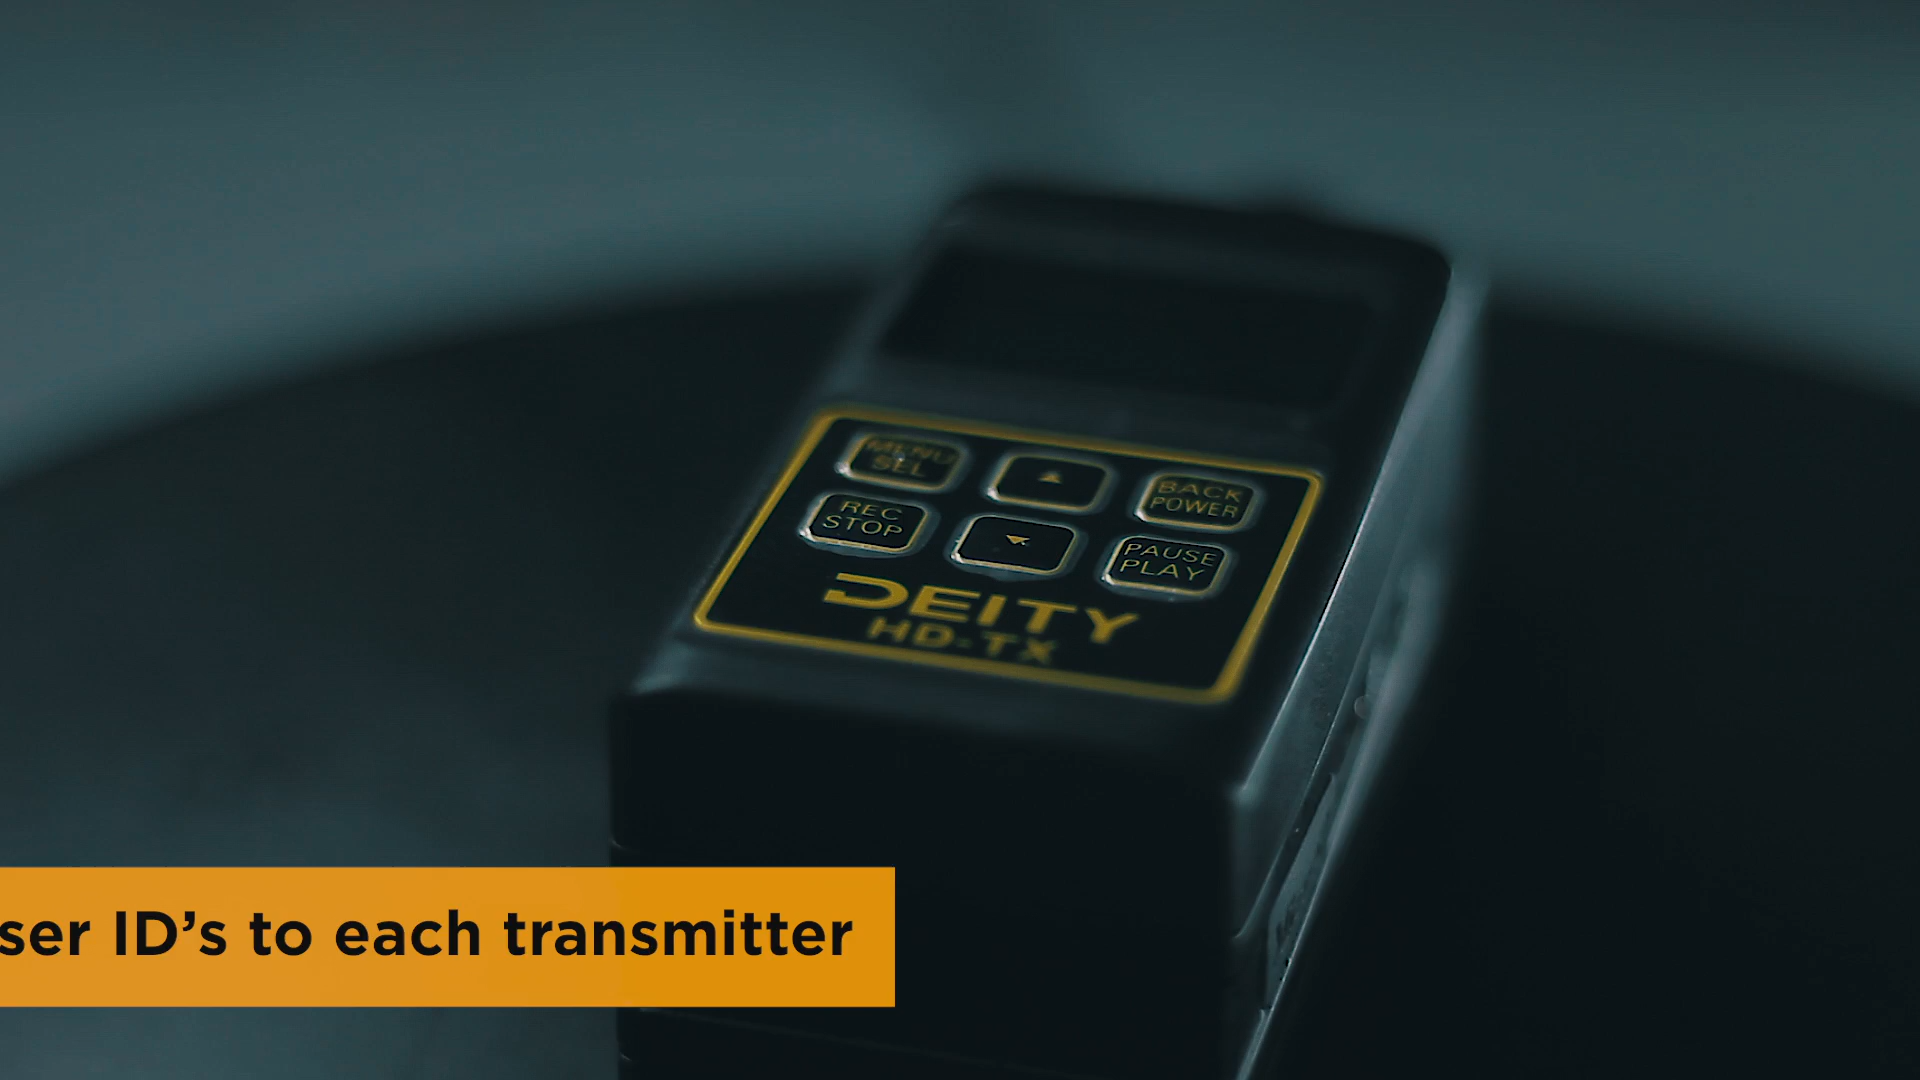 MENU
SEL
BACK
POWER
REC
STOP
PAUSE
PLAY
DEITY
HD-TX
ser ID’s to each transmitter